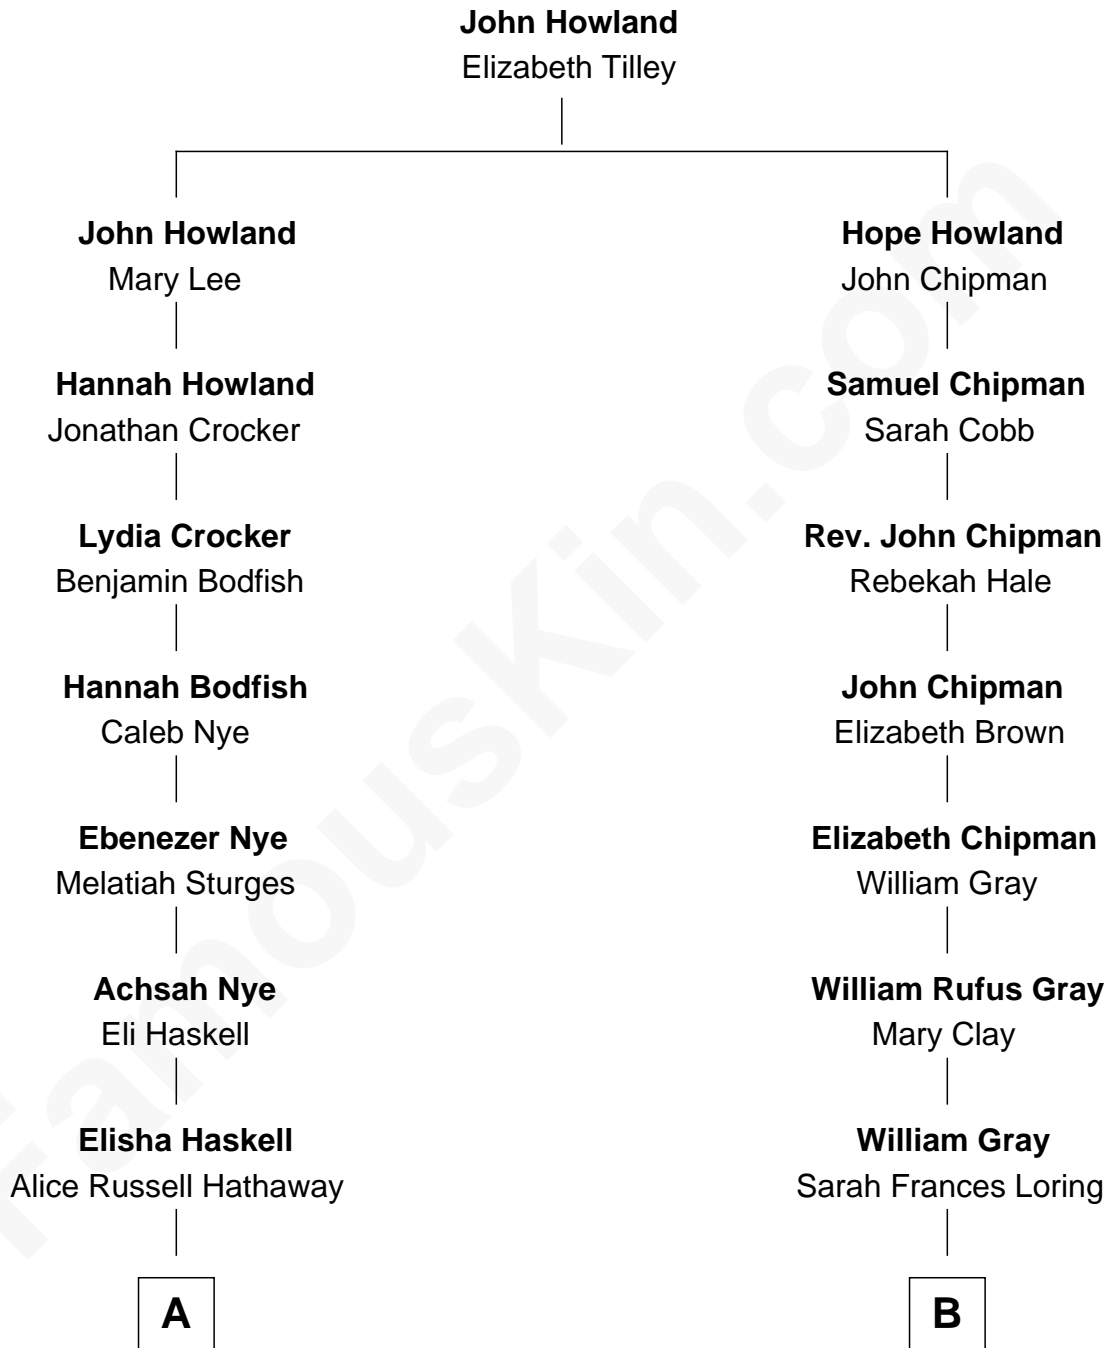 John Howland
Elizabeth Tilley
John Howland
Mary Lee
Hope Howland
John Chipman
Hannah Howland
Jonathan Crocker
Samuel Chipman
Sarah Cobb
Lydia Crocker
Benjamin Bodfish
Rev. John Chipman
Rebekah Hale
Hannah Bodfish
Caleb Nye
John Chipman
Elizabeth Brown
Ebenezer Nye
Melatiah Sturges
Elizabeth Chipman
William Gray
Achsah Nye
Eli Haskell
William Rufus Gray
Mary Clay
Elisha Haskell
Alice Russell Hathaway
William Gray
Sarah Frances Loring
A
B
FamousKin.com